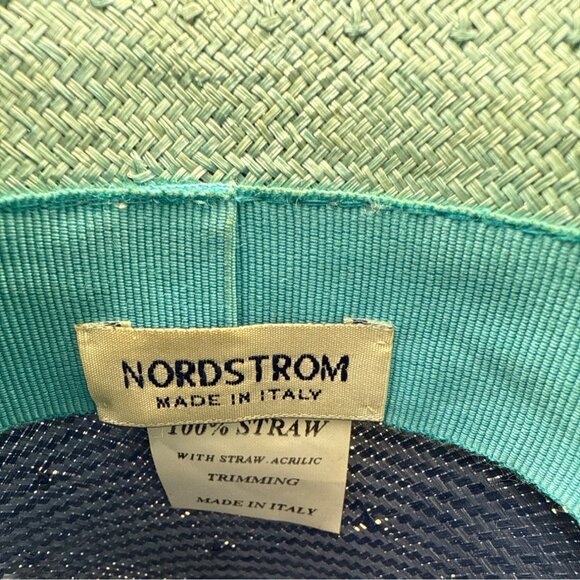 NORDSTROM
MADE IN ITALY
100% STRAW
WITH STRAW.ACRILIC
TRIMMING
MADE IN ITALY